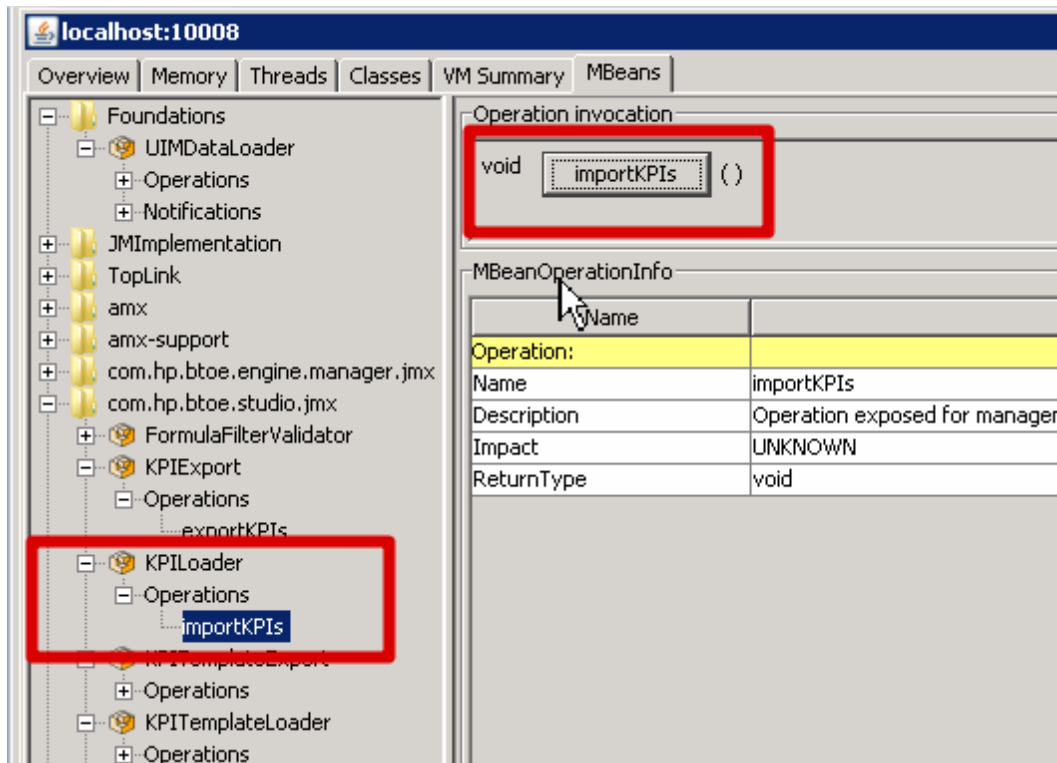 localhost:10008
Overview Memory Threads Classes VM Summary MBeans
Foundations
UIMDataLoader
Operations
Notifications
JMImplementation
TopLink
amx
amx-support
com.hp.btoe.engine.manager.jmx
com.hp.btoe.studio.jmx
FormulaFilterValidator
KPIExport
Operations
exportKPIs
KPILoader
Operations
importKPIs
KPITemplateExport
Operations
KPITemplateLoader
Operations
Operation invocation
void importKPIs ( )
MBeanOperationInfo
Name
Operation:
Name importKPIs
Description Operation exposed for manager
Impact UNKNOWN
ReturnType void